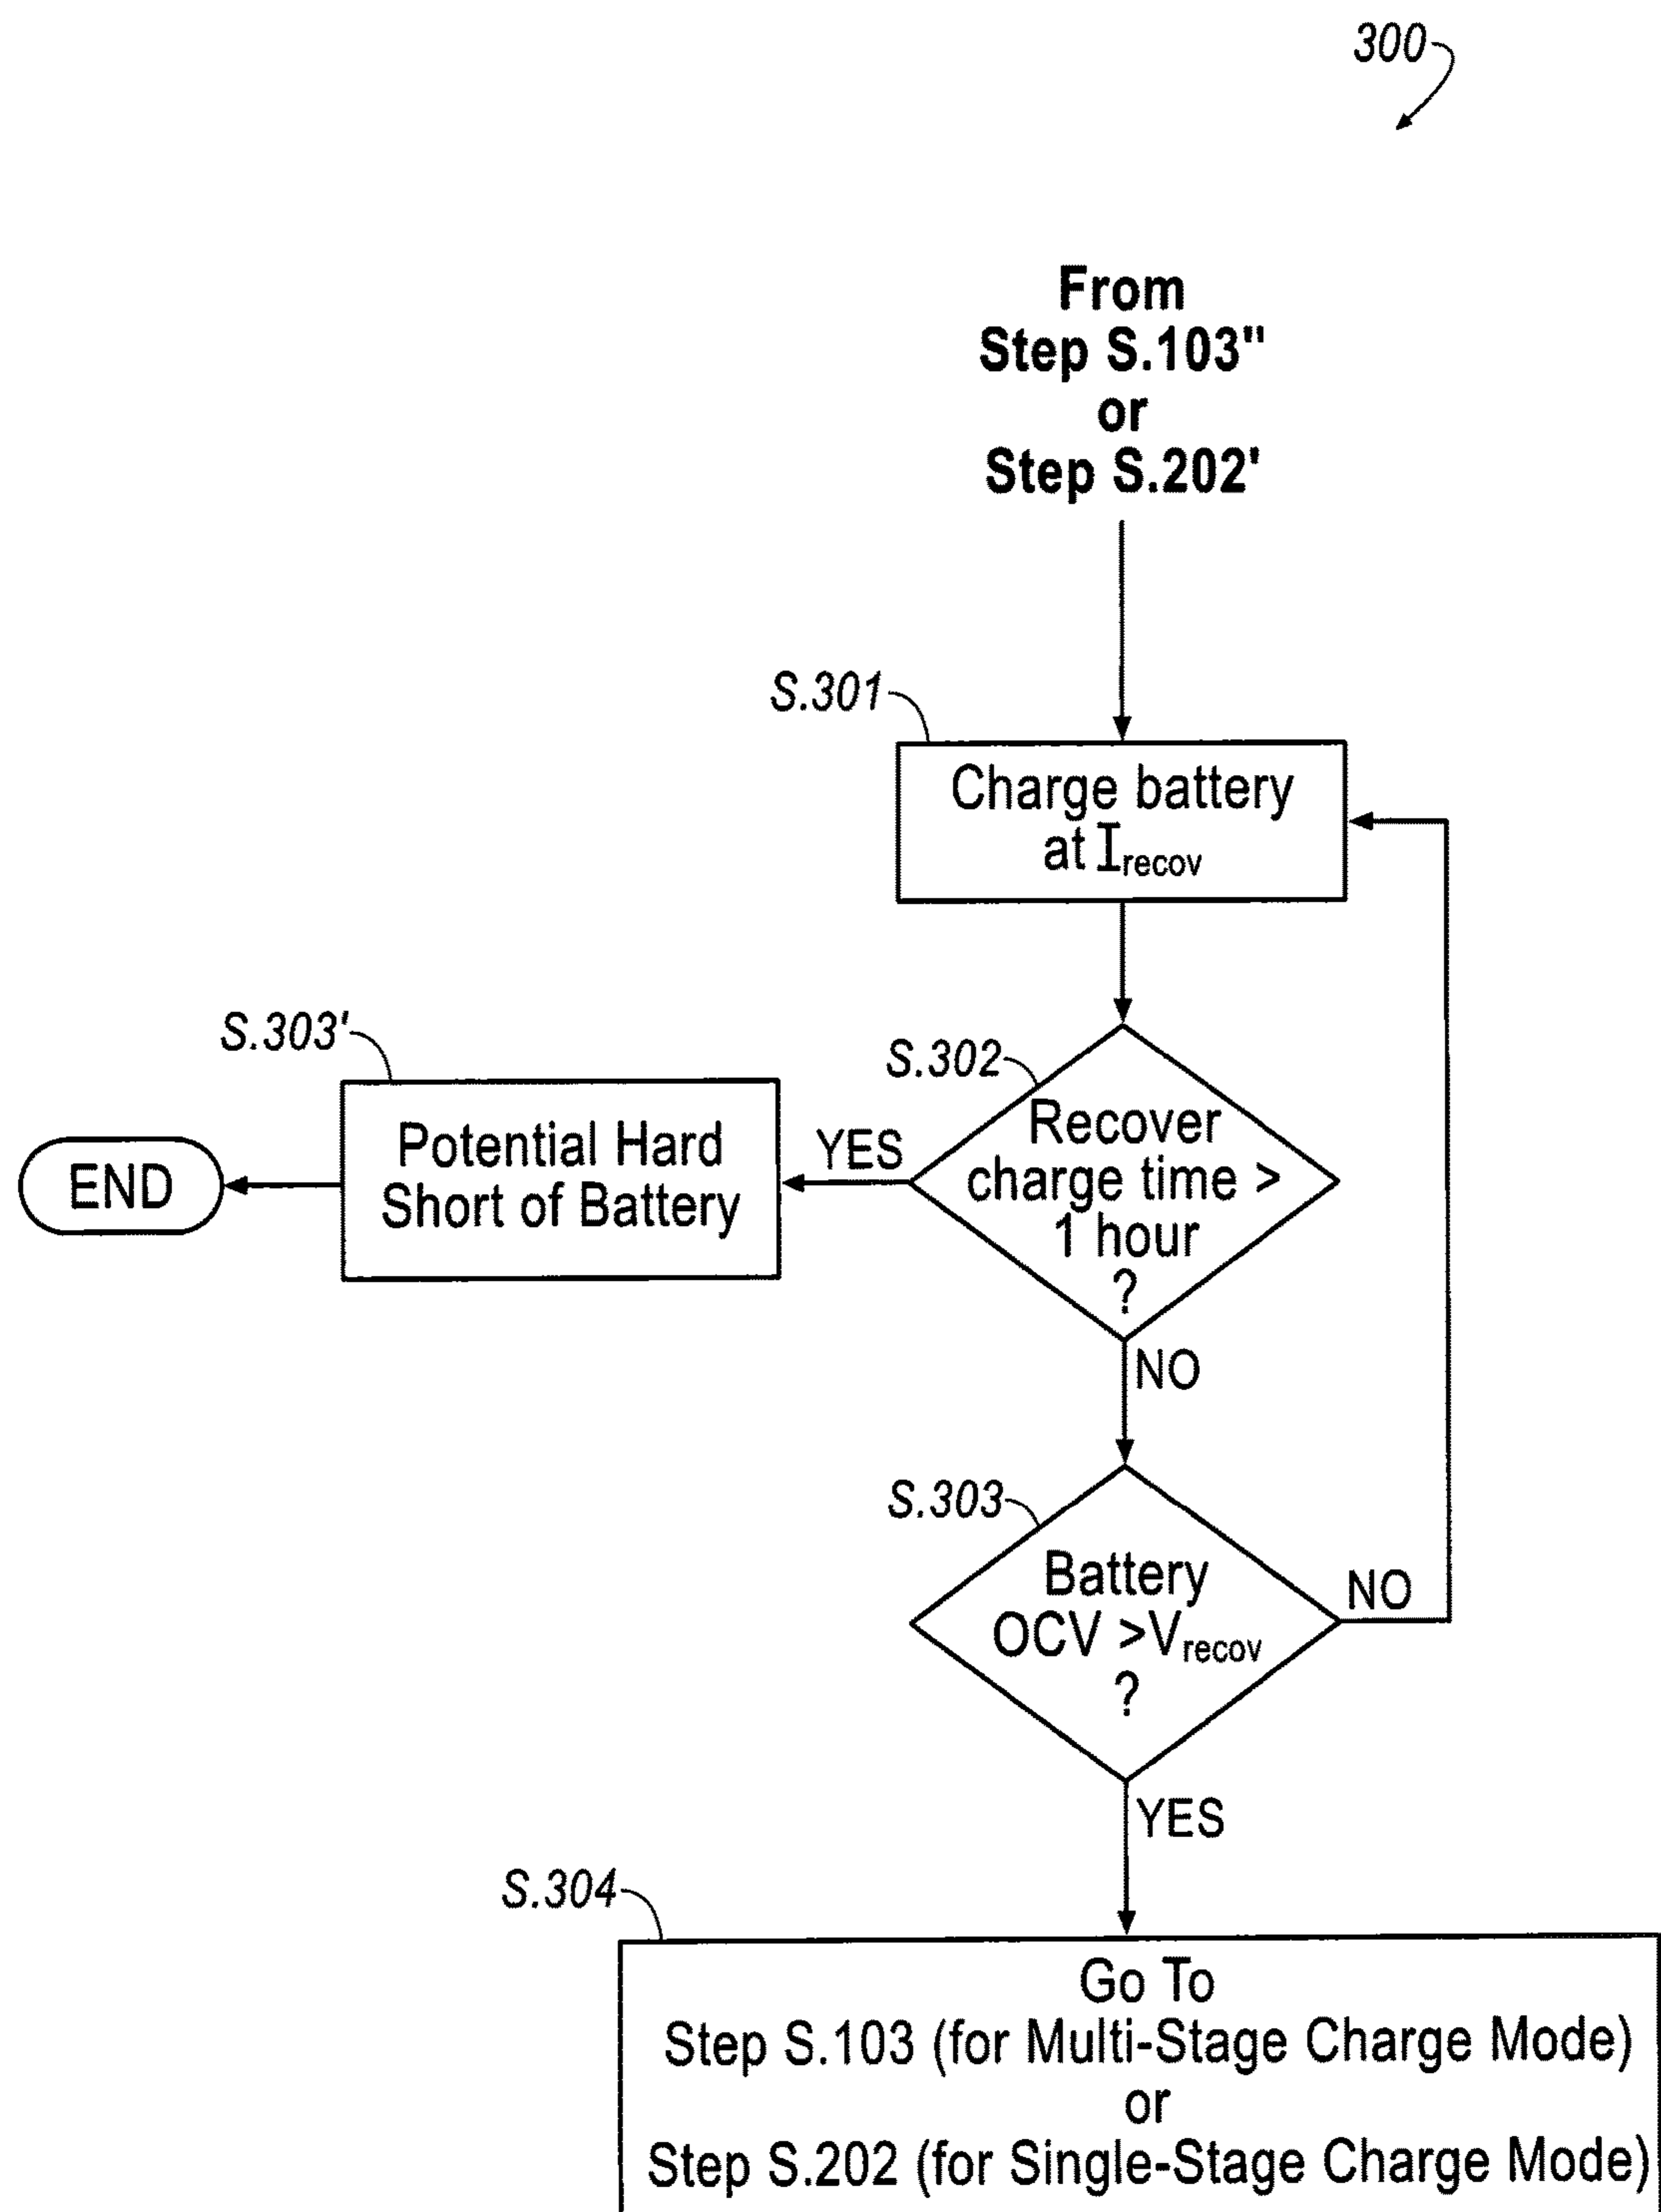 300
From
Step S.103"
or
Step S.202'
S.301
Charge battery
at Irecov
S.303'
S.302
Recover
charge time >
1 hour
?
YES
Potential Hard
Short of Battery
END
NO
S.303
Battery
OCV >Vrecov
?
NO
YES
S.304
Go To
Step S.103 (for Multi-Stage Charge Mode)
or
Step S.202 (for Single-Stage Charge Mode)